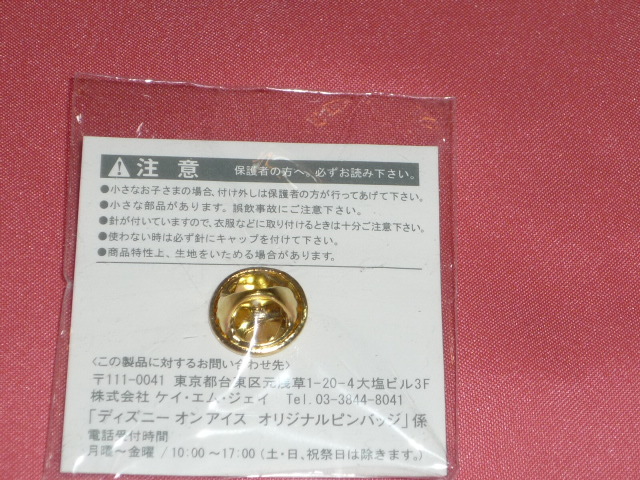 注意 保護者の方へ。必ずお読み下さい。
●小さなお子さまの場合、付け外しは保護者の方が行ってあげて下さい。
●小さな部品があります。誤飲事故にご注意下さい。
●針が付いていますので、衣服などに取り付けるときは十分ご注意下さい。
●使わない時は必ず針にキャップを付けて下さい。
●商品特性上、生地をいためる場合があります。
〈この製品に対するお問い合わせ先〉
〒111-0041 東京都台東区元浅草1-20-4大塩ビル3F
株式会社 ケイ・エム・ジェイ Tel.03-3844-8041
「ディズニー オン アイス オリジナルピンバッジ」係
電話受付時間
月曜〜金曜 / 10:00〜17:00 (土・日、祝祭日は除きます。)